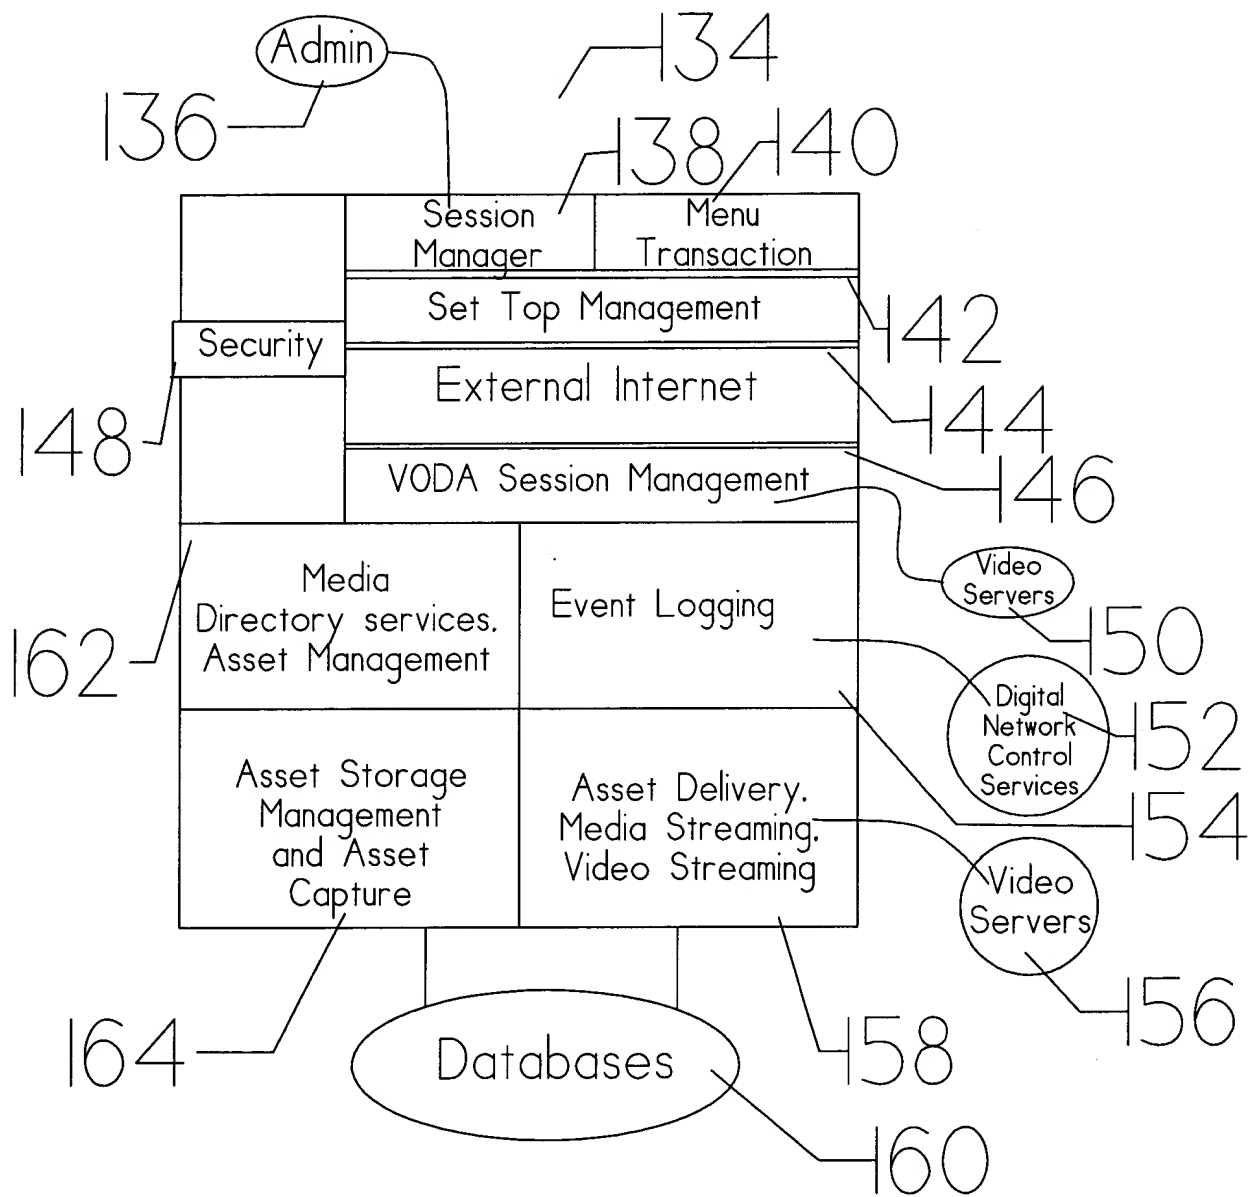 Admin
134
136
138
140
Session
Manager
Menu
Transaction
Set Top Management
142
Security
External Internet
144
148
VODA Session Management
146
Media
Directory services.
Asset Management
Event Logging
Video
Servers
150
162
Digital
Network
Control
Services
152
Asset Storage
Management
and Asset
Capture
Asset Delivery.
Media Streaming.
Video Streaming
154
Video
Servers
156
164
Databases
158
160